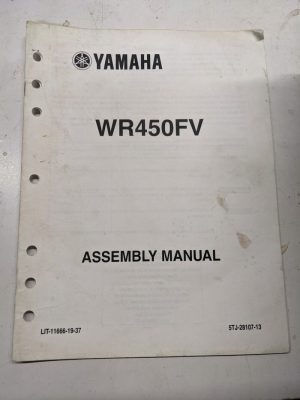 YAMAHA
WR450FV
ASSEMBLY MANUAL
LIT-11666-19-37
5TJ-28107-13